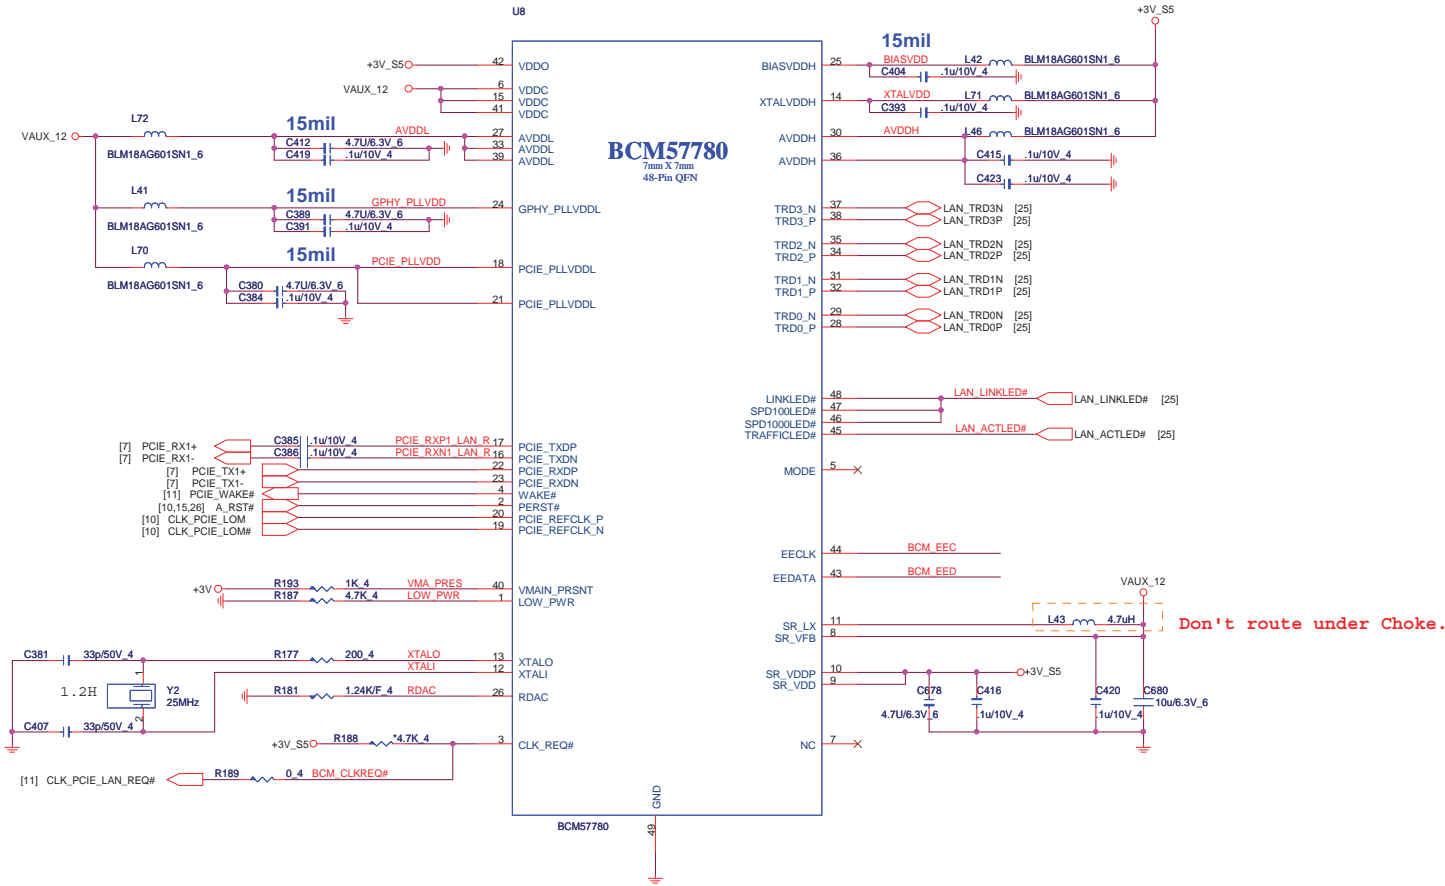 U8
+3V_S5
15mil
+3V_S5
42
VDDO
VAUX_12
6
VDDC
15
VDDC
41
VDDC
BIASVDDH
25
BIASVDD
L42
BLM18AG601SN1_6
C404
.1u/10V_4
XTALVDDH
14
XTALVDD
L71
BLM18AG601SN1_6
C393
.1u/10V_4
L72
15mil
VAUX_12
AVDDL
27
AVDDL
BLM18AG601SN1_6
C412
4.7U/6.3V_6
33
AVDDL
C419
.1u/10V_4
39
AVDDL
AVDDH
30
AVDDH
L46
BLM18AG601SN1_6
AVDDH
36
C415
.1u/10V_4
C423
.1u/10V_4
BCM57780
7mm X 7mm
48-Pin QFN
L41
15mil
GPHY_PLLVDD
24
GPHY_PLLVDDL
BLM18AG601SN1_6
C389
4.7U/6.3V_6
C391
.1u/10V_4
L70
15mil
PCIE_PLLVDD
18
PCIE_PLLVDDL
BLM18AG601SN1_6
C380
4.7U/6.3V_6
C384
.1u/10V_4
21
PCIE_PLLVDDL
TRD3_N
37
LAN_TRD3N [25]
TRD3_P
38
LAN_TRD3P [25]
TRD2_N
35
LAN_TRD2N [25]
TRD2_P
34
LAN_TRD2P [25]
TRD1_N
31
LAN_TRD1N [25]
TRD1_P
32
LAN_TRD1P [25]
TRD0_N
29
LAN_TRD0N [25]
TRD0_P
28
LAN_TRD0P [25]
LINKLED#
48
LAN_LINKLED#
LAN_LINKLED# [25]
SPD100LED#
47
SPD1000LED#
46
TRAFFICLED#
45
LAN_ACTLED#
LAN_ACTLED# [25]
[7] PCIE_RX1+
C385
.1u/10V_4
PCIE_RXP1_LAN_R
17
PCIE_TXDP
[7] PCIE_RX1-
C386
.1u/10V_4
PCIE_RXN1_LAN_R
16
PCIE_TXDN
[7] PCIE_TX1+
22
PCIE_RXDP
[7] PCIE_TX1-
23
PCIE_RXDN
[11] PCIE_WAKE#
4
WAKE#
[10,15,26] A_RST#
2
PERST#
[10] CLK_PCIE_LOM
20
PCIE_REFCLK_P
[10] CLK_PCIE_LOM#
19
PCIE_REFCLK_N
MODE
5
EECLK
44
BCM_EEC
EEDATA
43
BCM_EED
+3V
R193
1K_4
VMA_PRES
40
VMAIN_PRSNT
R187
4.7K_4
LOW_PWR
1
LOW_PWR
VAUX_12
SR_LX
11
L43
4.7uH
Don't route under Choke.
SR_VFB
8
C381
33p/50V_4
R177
200_4
XTALO
13
XTALO
XTALI
12
XTALI
1
1.2H
Y2
25MHz
2
R181
1.24K/F_4
RDAC
26
RDAC
C407
33p/50V_4
SR_VDDP
10
+3V_S5
SR_VDD
9
C678
4.7U/6.3V_6
C416
.1u/10V_4
C420
.1u/10V_4
C680
10u/6.3V_6
+3V_S5
R188
*4.7K_4
3
CLK_REQ#
[11] CLK_PCIE_LAN_REQ#
R189
0_4
BCM_CLKREQ#
NC
7
GND
49
BCM57780